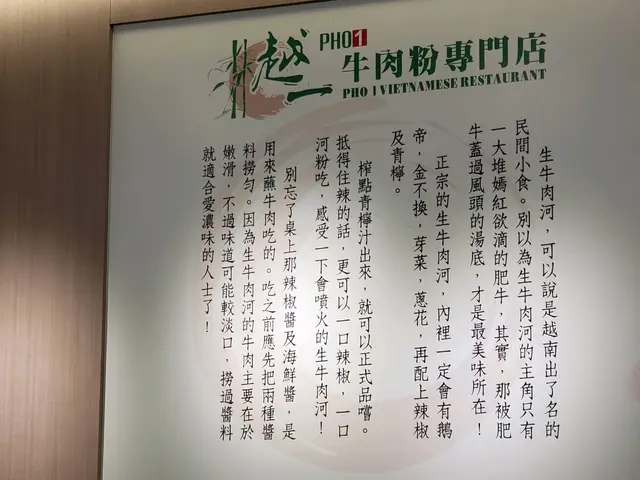 越一
PHO1
牛肉粉專門店
PHO 1 VIETNAMESE RESTAURANT
生牛肉河，可以說是越南出了名的
民間小食。別以為生牛肉河的主角只有
一大堆嫣紅欲滴的肥牛，其實，那被肥
牛蓋過風頭的湯底，才是最美味所在！
正宗的生牛肉河，內裡一定會有鵝
帝，金不換，芽菜，蔥花，再配上辣椒
及青檸。
榨點青檸汁出來，就可以正式品嚐。
抵得住辣的話，更可以一口辣椒，一口
河粉吃，感受一下會噴火的生牛肉河！
別忘了桌上那辣椒醬及海鮮醬，是
用來蘸牛肉吃的。吃之前應先把兩種醬
料撈勻。因為生牛肉河的牛肉主要在於
嫩滑，不過味道可能較淡口，撈過醬料
就適合愛濃味的人士了！